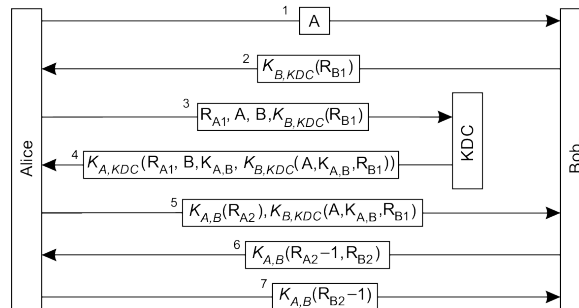 1 A
2 K_{B,KDC}(R_{B1})
3 R_{A1}, A, B,K_{B,KDC}(R_{B1})
4 K_{A,KDC}(R_{A1}, B,K_{A,B}, K_{B,KDC}(A,K_{A,B},R_{B1}))
5 K_{A,B}(R_{A2}),K_{B,KDC}(A,K_{A,B},R_{B1})
6 K_{A,B}(R_{A2}−1,R_{B2})
7 K_{A,B}(R_{B2}−1)
Alice
KDC
Bob